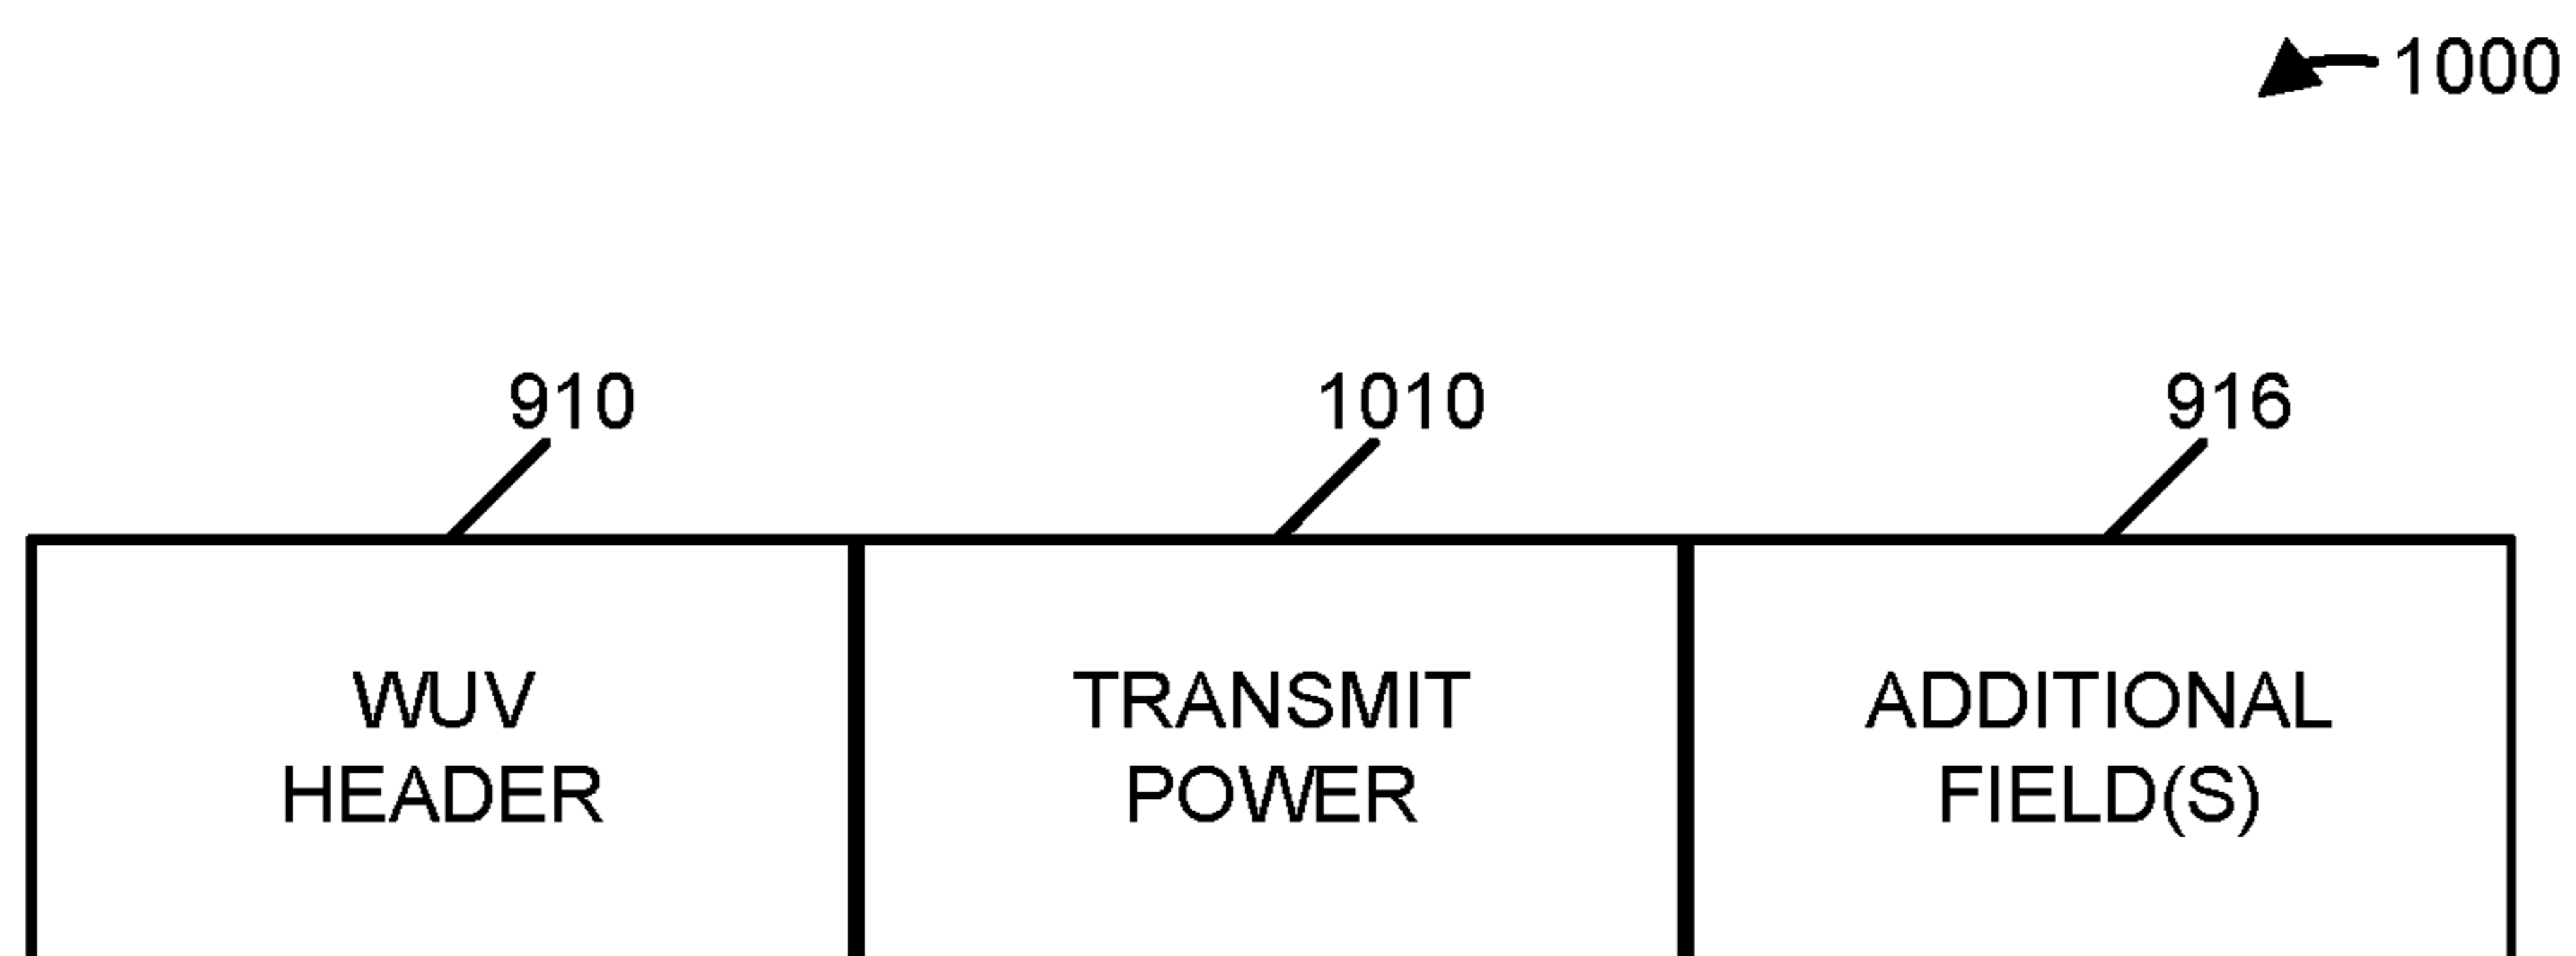 1000
910
1010
916
WUV
HEADER
TRANSMIT
POWER
ADDITIONAL
FIELD(S)